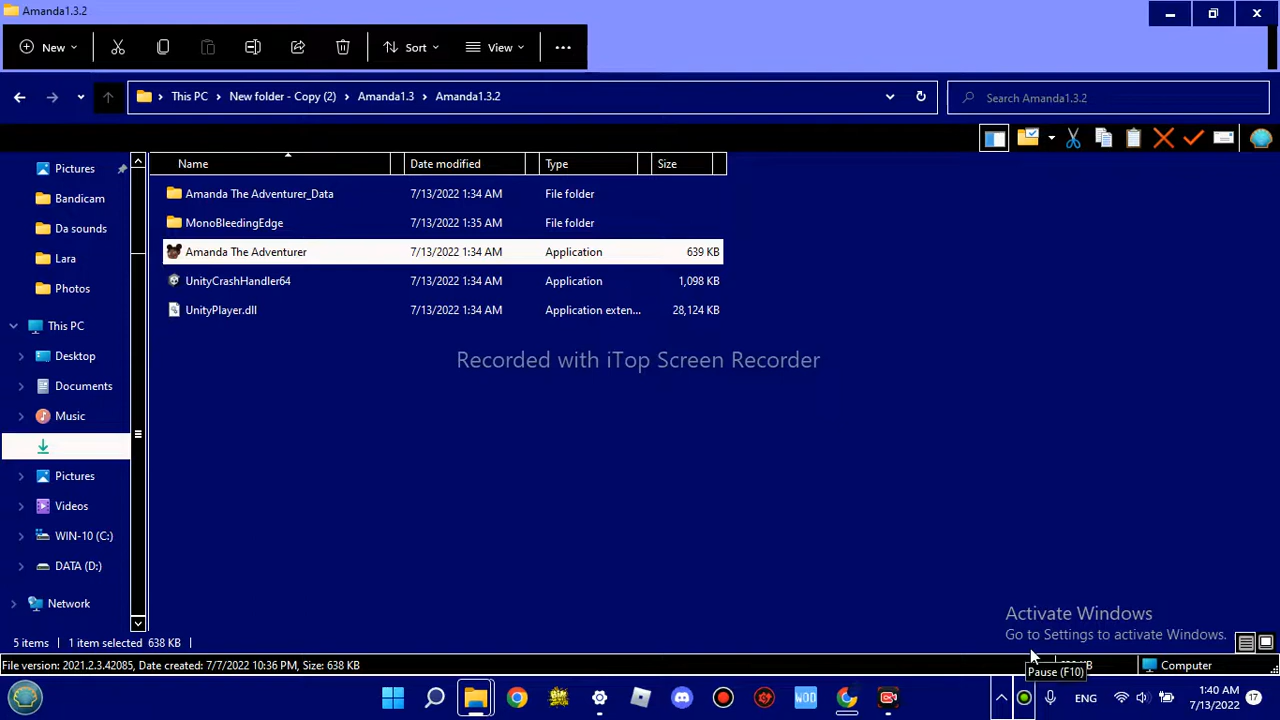 Amanda1.3.2
New
Sort
View
This PC
New folder - Copy (2)
Amanda1.3
Amanda1.3.2
Search Amanda1.3.2
Name
Date modified
Type
Size
Pictures
Bandicam
Da sounds
Lara
Photos
This PC
Desktop
Documents
Music
Pictures
Videos
WIN-10 (C:)
DATA (D:)
Network
Amanda The Adventurer_Data 7/13/2022 1:34 AM File folder
MonoBleedingEdge 7/13/2022 1:35 AM File folder
Amanda The Adventurer 7/13/2022 1:34 AM Application 639 KB
UnityCrashHandler64 7/13/2022 1:34 AM Application 1,098 KB
UnityPlayer.dll 7/13/2022 1:34 AM Application exten... 28,124 KB
Recorded with iTop Screen Recorder
Activate Windows
Go to Settings to activate Windows.
5 items
1 item selected 638 KB
File version: 2021.2.3.42085, Date created: 7/7/2022 10:36 PM, Size: 638 KB
KB
Computer
Pause (F10)
WOD
ENG
1:40 AM
7/13/2022
17